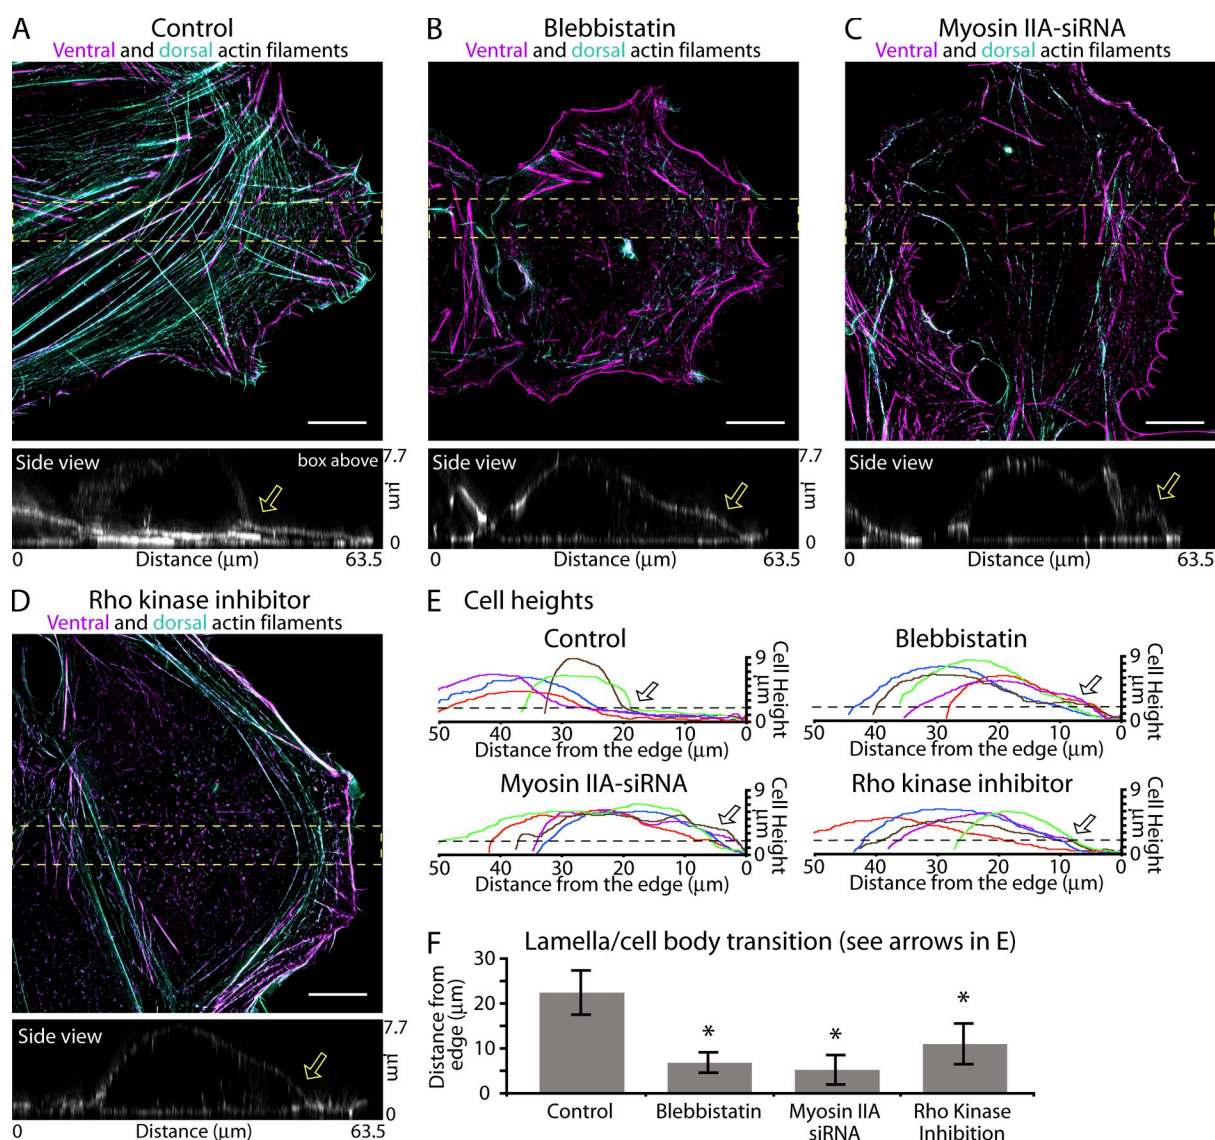 A Control
Ventral and dorsal actin filaments
B Blebbistatin
Ventral and dorsal actin filaments
C Myosin IIA-siRNA
Ventral and dorsal actin filaments
Side view
box above
7.7
μm
0
0 Distance (μm) 63.5
Side view
7.7
μm
0
0 Distance (μm) 63.5
Side view
0 Distance (μm) 63.5
D Rho kinase inhibitor
Ventral and dorsal actin filaments
Side view
7.7
μm
0
0 Distance (μm) 63.5
E Cell heights
Control
9
μm
0
Cell Height
50 40 30 20 10 0
Distance from the edge (μm)
Blebbistatin
9
μm
0
Cell Height
50 40 30 20 10 0
Distance from the edge (μm)
Myosin IIA-siRNA
9
μm
0
Cell Height
50 40 30 20 10 0
Distance from the edge (μm)
Rho kinase inhibitor
9
μm
0
Cell Height
50 40 30 20 10 0
Distance from the edge (μm)
F Lamella/cell body transition (see arrows in E)
Distance from
edge (μm)
30
20
10
0
* * *
Control
Blebbistatin
Myosin IIA
siRNA
Rho Kinase
Inhibition